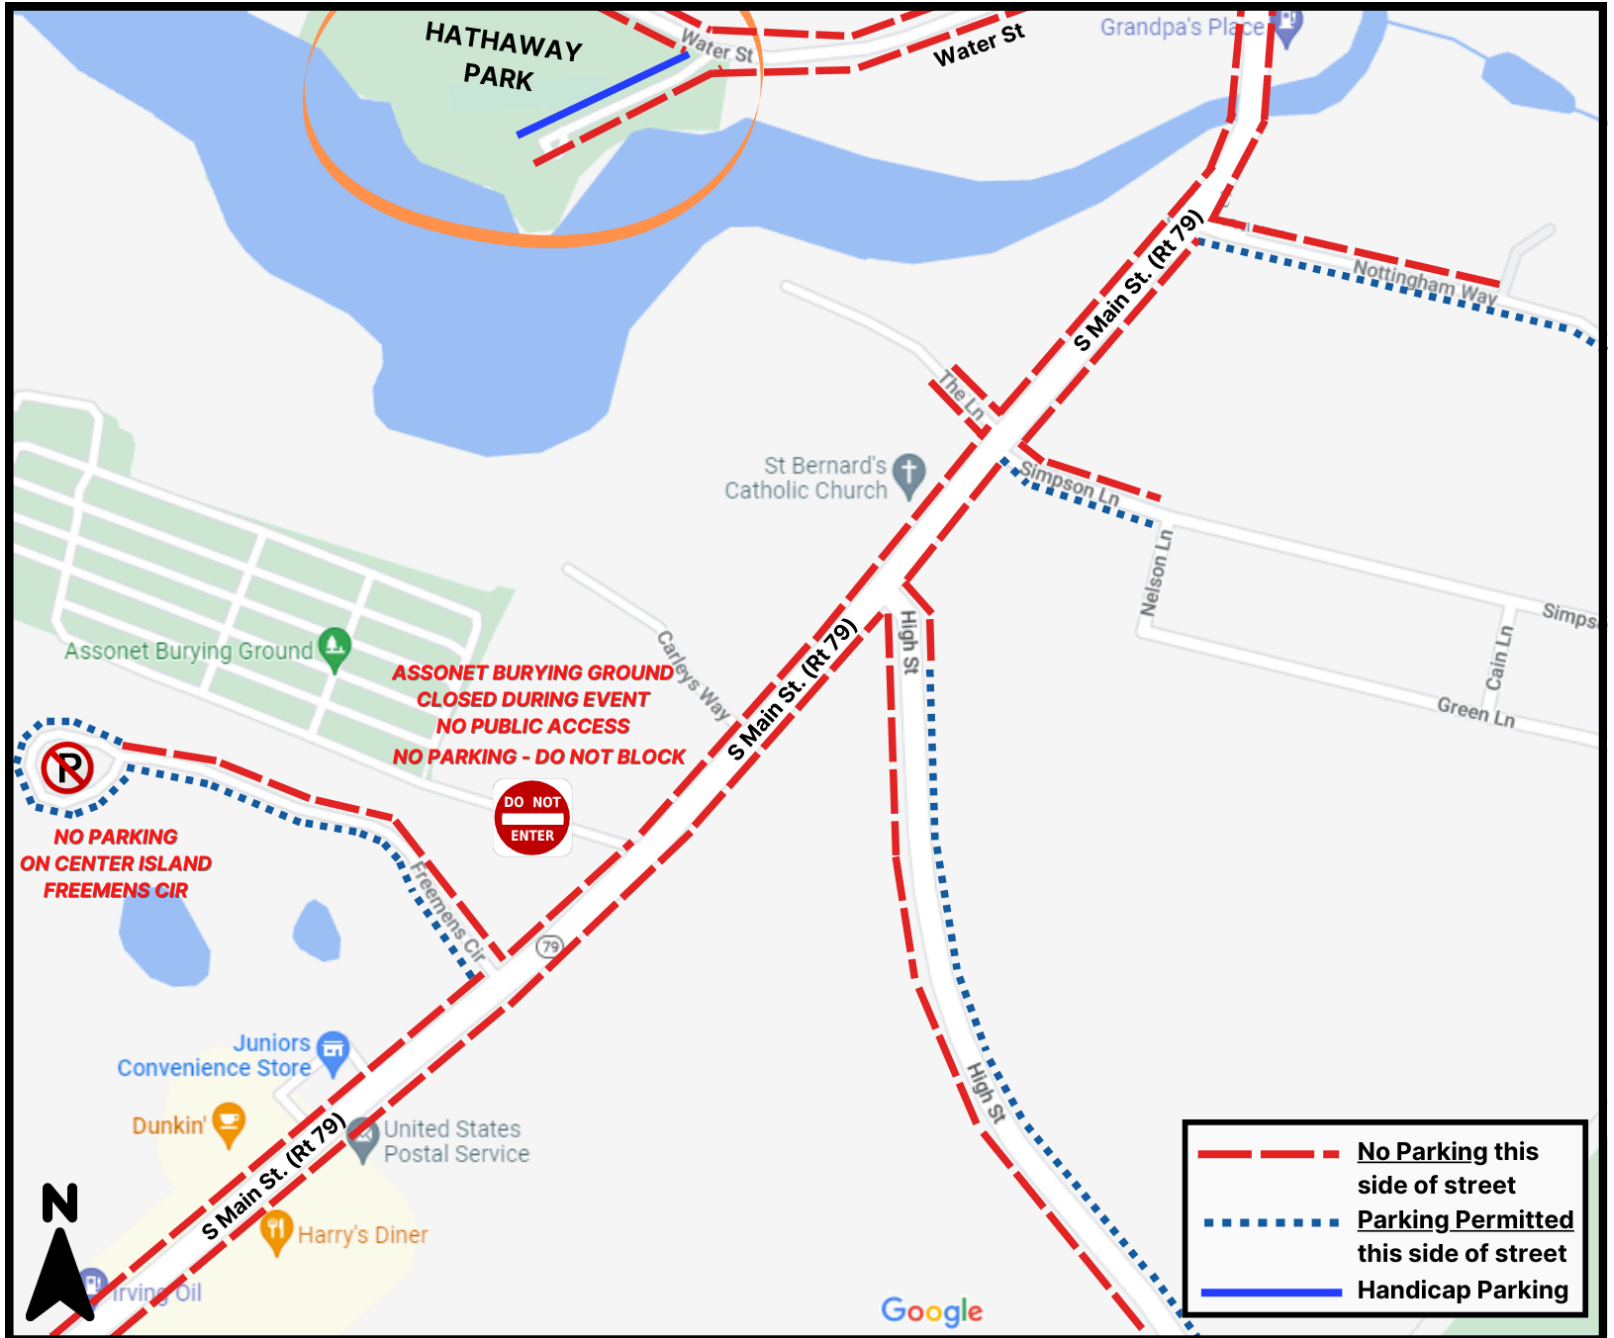 HATHAWAY
PARK
Water St
Water St
Grandpa's Place
S Main St. (Rt 79)
Nottingham Way
The Ln
St Bernard's
Catholic Church
Simpson Ln
Nelson Ln
Simps
Cain Ln
Green Ln
High St
Carleys Way
S Main St. (Rt 79)
Assonet Burying Ground
ASSONET BURYING GROUND
CLOSED DURING EVENT
NO PUBLIC ACCESS
NO PARKING - DO NOT BLOCK
DO NOT
ENTER
P
NO PARKING
ON CENTER ISLAND
FREEMENS CIR
Freemens Cir
79
Juniors
Convenience Store
Dunkin'
United States
Postal Service
S Main St. (Rt 79)
Harry's Diner
Irving Oil
N
High St
Google
No Parking this
side of street
Parking Permitted
this side of street
Handicap Parking